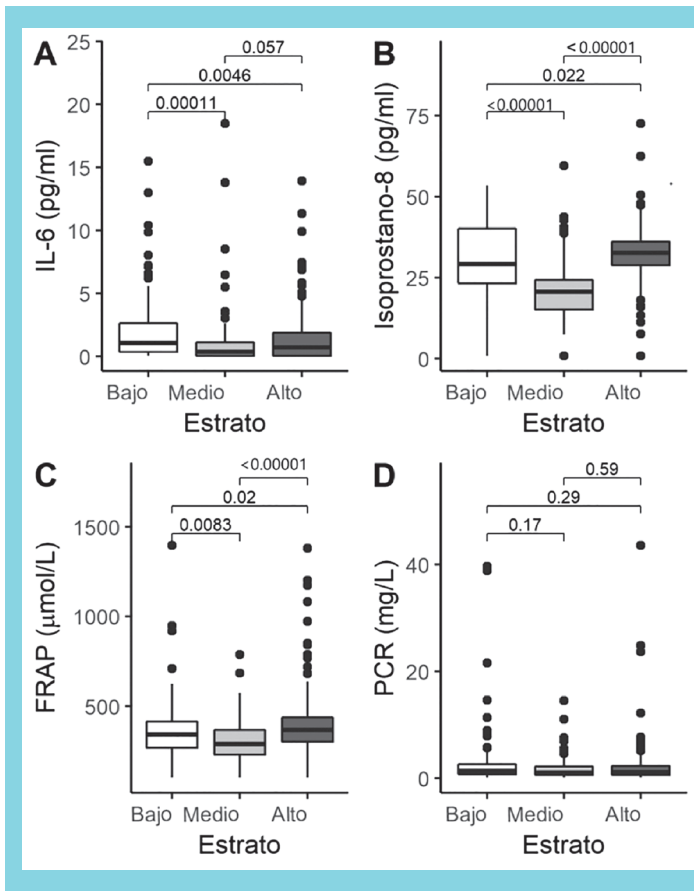 A
IL-6 (pg/ml)
25
20
15
10
5
0
0.057
0.0046
0.00011
Bajo Medio Alto
Estrato
B
Isoprostano-8 (pg/ml)
75
50
25
0
<0.00001
0.022
<0.00001
Bajo Medio Alto
Estrato
C
FRAP (μmol/L)
1500
1000
500
<0.00001
0.02
0.0083
Bajo Medio Alto
Estrato
D
PCR (mg/L)
40
20
0
0.59
0.29
0.17
Bajo Medio Alto
Estrato